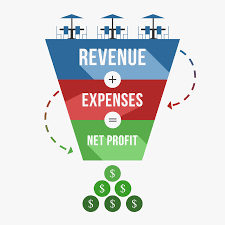 REVENUE
+
EXPENSES
=
NET PROFIT
$
$ $
$ $ $